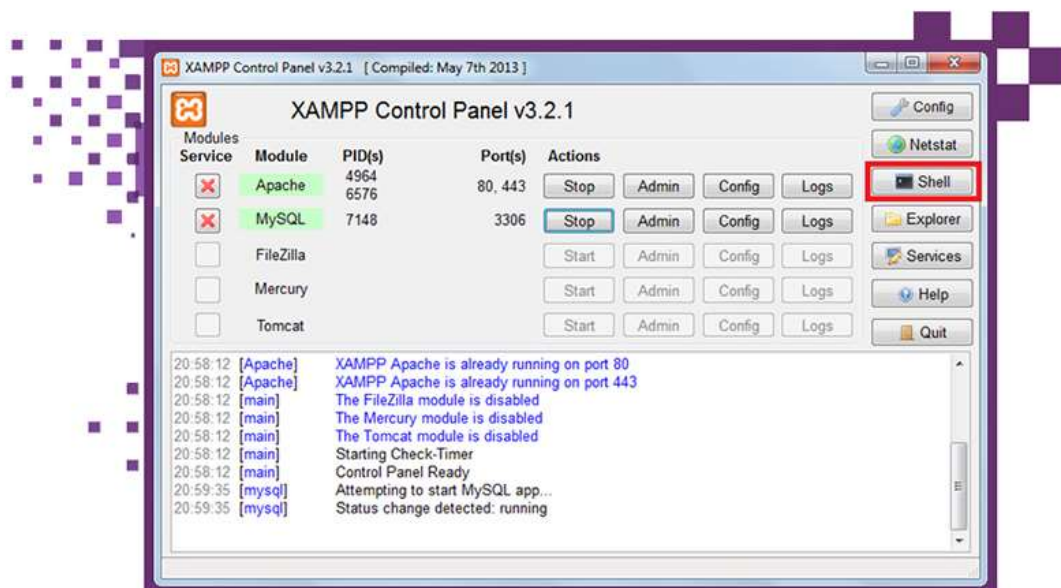 XAMPP Control Panel v3.2.1 [ Compiled: May 7th 2013 ]
XAMPP Control Panel v3.2.1
Config
Modules
Netstat
Service Module PID(s) Port(s) Actions
Apache 4964 6576 80, 443 Stop Admin Config Logs
Shell
MySQL 7148 3306 Stop Admin Config Logs
Explorer
FileZilla Start Admin Config Logs
Services
Mercury Start Admin Config Logs
Help
Tomcat Start Admin Config Logs
Quit
20:58:12 [Apache] XAMPP Apache is already running on port 80
20:58:12 [Apache] XAMPP Apache is already running on port 443
20:58:12 [main] The FileZilla module is disabled
20:58:12 [main] The Mercury module is disabled
20:58:12 [main] The Tomcat module is disabled
20:58:12 [main] Starting Check-Timer
20:58:12 [main] Control Panel Ready
20:59:35 [mysql] Attempting to start MySQL app...
20:59:35 [mysql] Status change detected: running